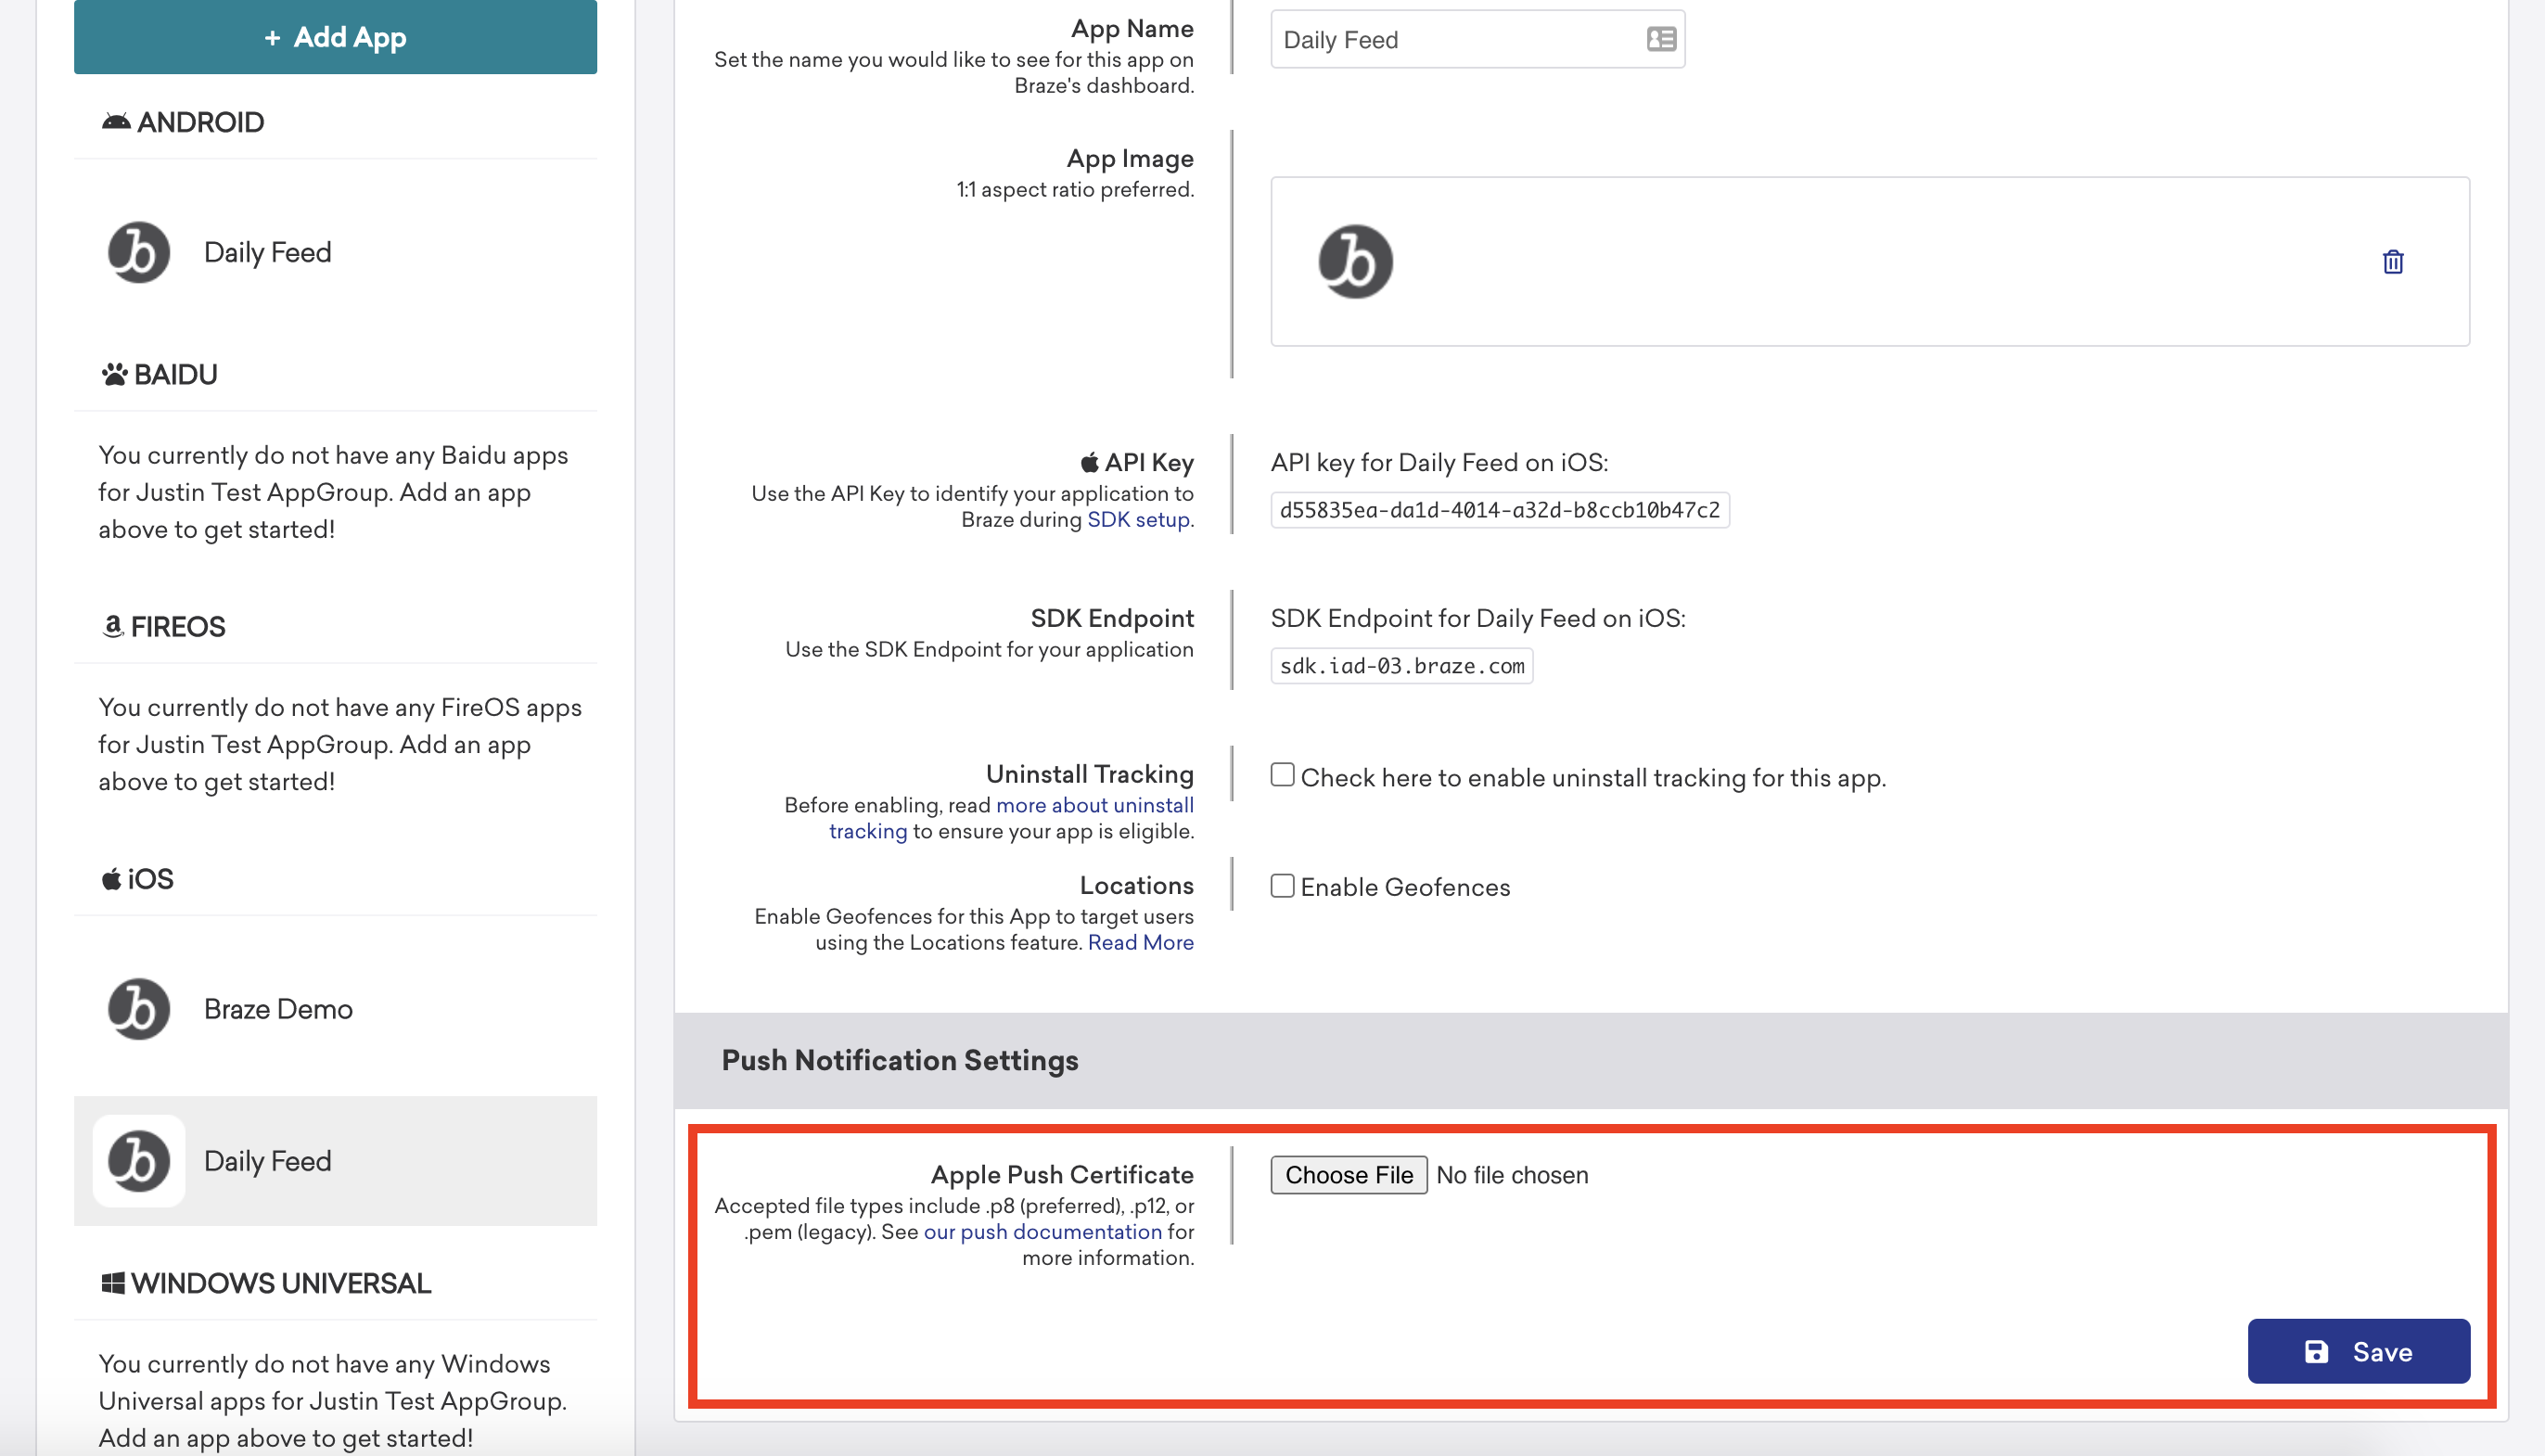 + Add App
ANDROID
Daily Feed
BAIDU
You currently do not have any Baidu apps
for Justin Test AppGroup. Add an app
above to get started!
FIREOS
You currently do not have any FireOS apps
for Justin Test AppGroup. Add an app
above to get started!
iOS
Braze Demo
Daily Feed
WINDOWS UNIVERSAL
You currently do not have any Windows
Universal apps for Justin Test AppGroup.
Add an app above to get started!
App Name
Set the name you would like to see for this app on
Braze's dashboard.
Daily Feed
App Image
1:1 aspect ratio preferred.
API Key
Use the API Key to identify your application to
Braze during SDK setup.
API key for Daily Feed on iOS:
d55835ea-da1d-4014-a32d-b8ccb10b47c2
SDK Endpoint
Use the SDK Endpoint for your application
SDK Endpoint for Daily Feed on iOS:
sdk.iad-03.braze.com
Uninstall Tracking
Before enabling, read more about uninstall
tracking to ensure your app is eligible.
Check here to enable uninstall tracking for this app.
Locations
Enable Geofences for this App to target users
using the Locations feature. Read More
Enable Geofences
Push Notification Settings
Apple Push Certificate
Accepted file types include .p8 (preferred), .p12, or
.pem (legacy). See our push documentation for
more information.
Choose File No file chosen
Save